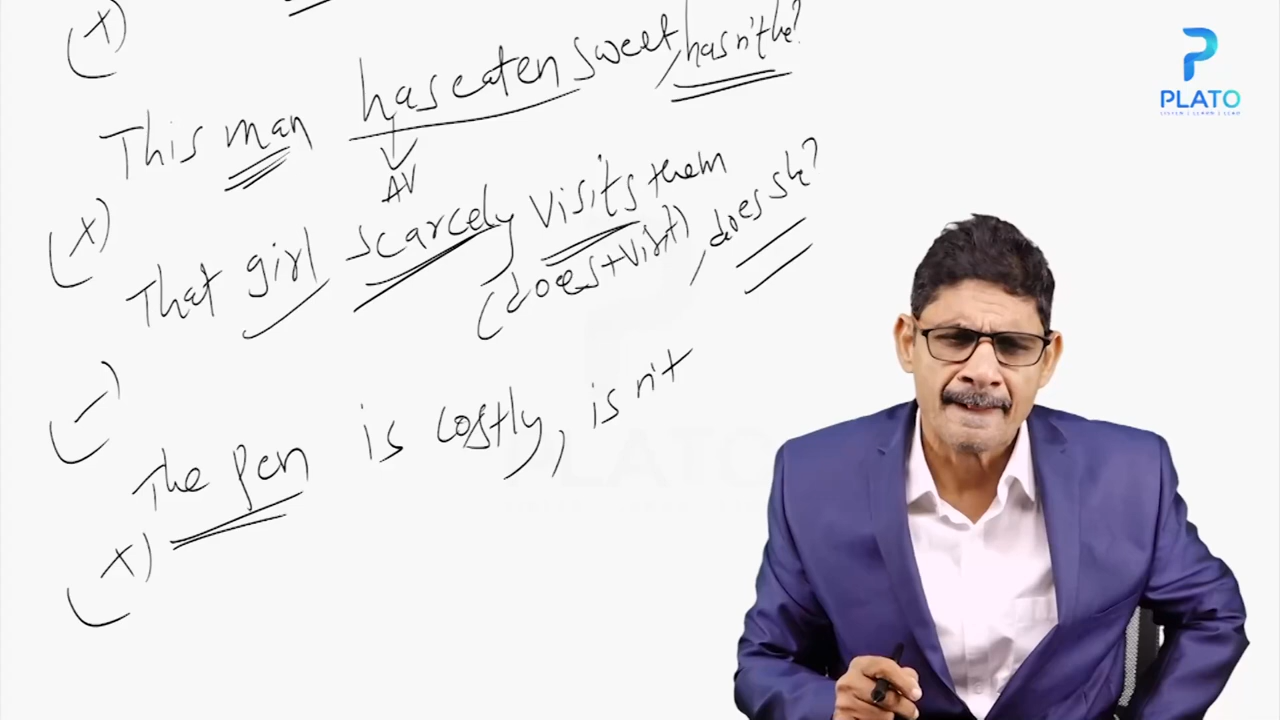 (+)
This man has eaten sweet, hasn't he?
AV
(+)
That girl scarcely visits them
(does+visit), does she?
(-)
The pen is costly, isn't
(+)
PLATO
PLATO